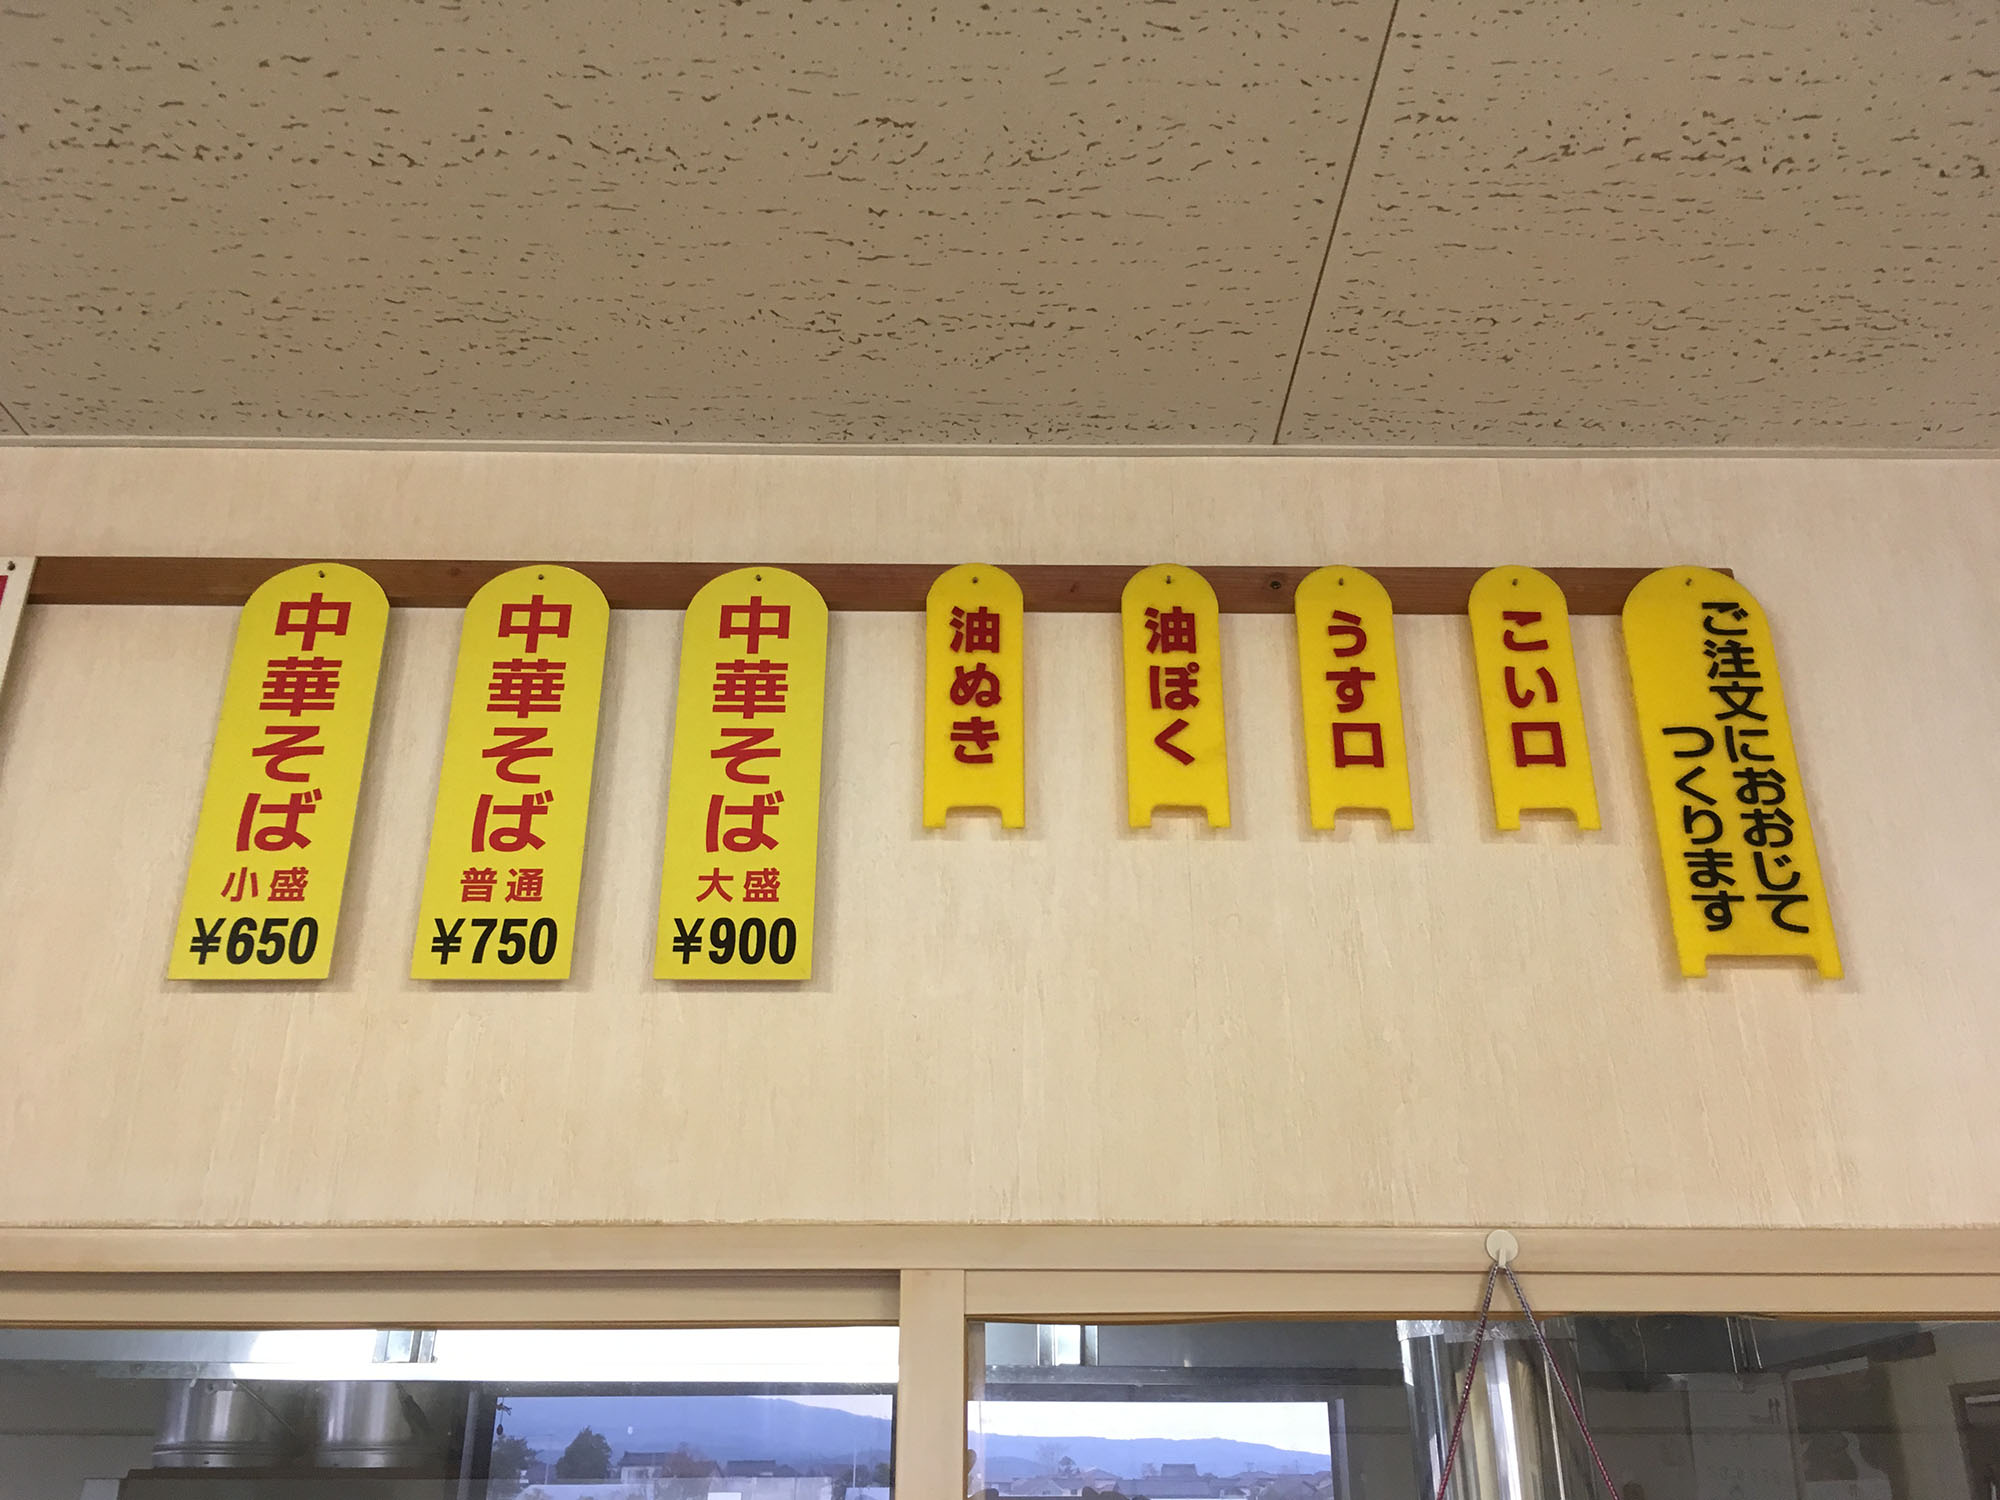 中華そば
小盛
¥650
中華そば
普通
¥750
中華そば
大盛
¥900
油ぬき
油ぽく
うす口
こい口
ご注文におおじて
つくります